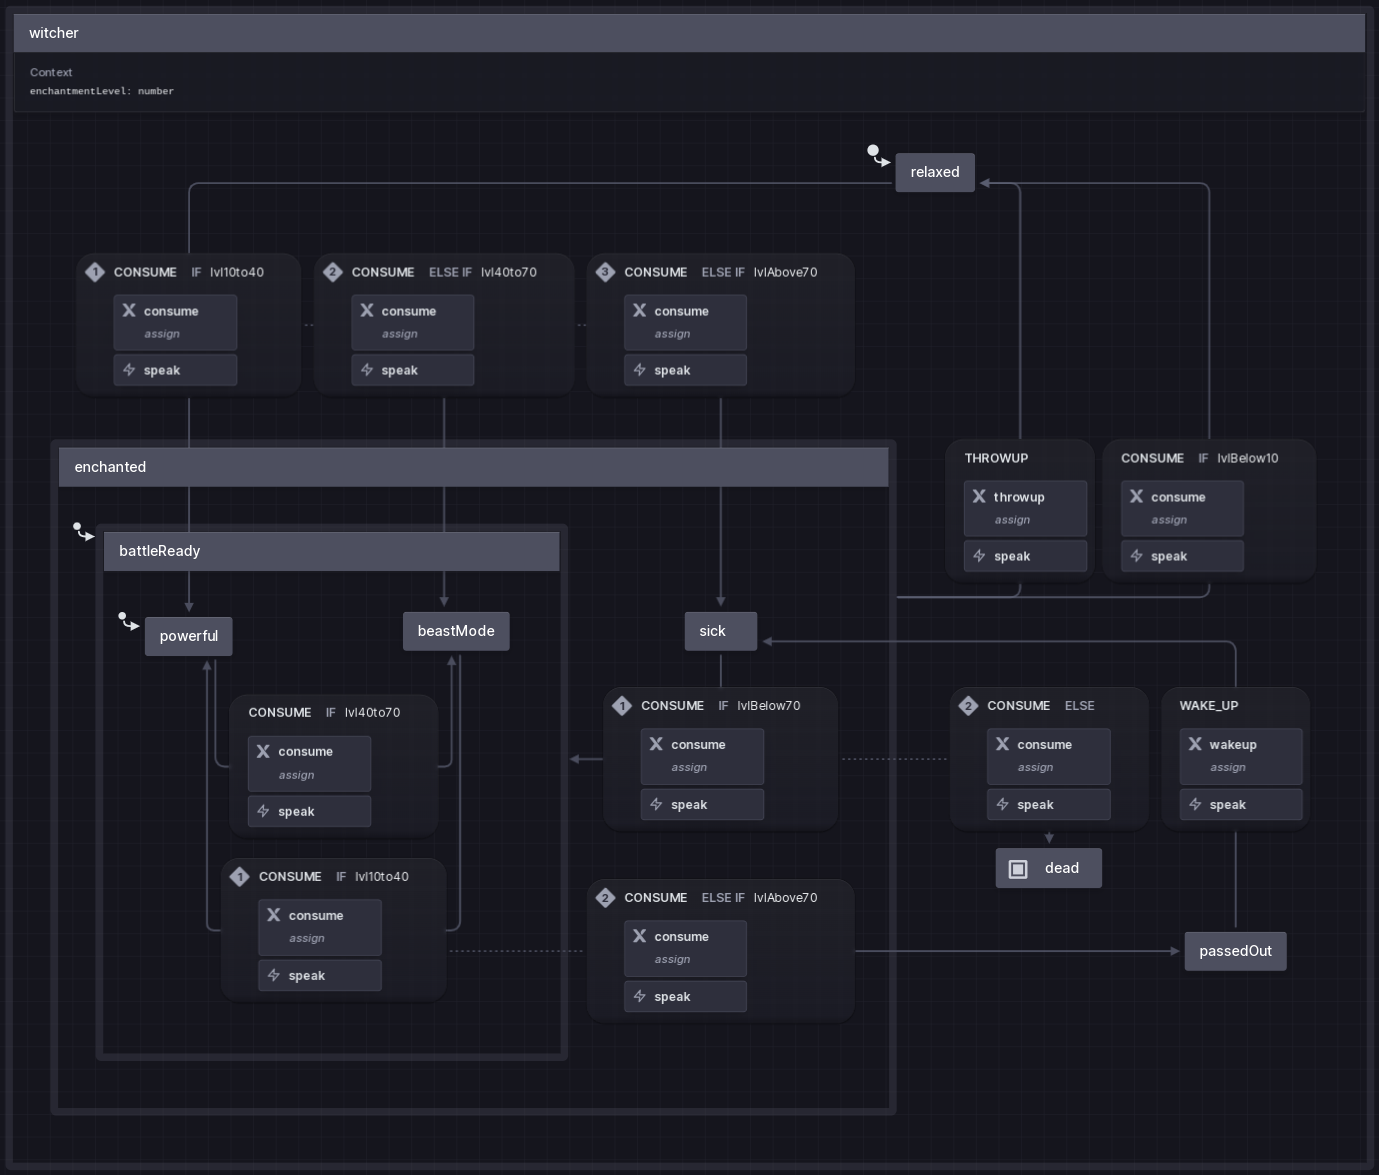 witcher
Context
enchantmentLevel: number
relaxed
1 CONSUME IF lvl10to40
consume
assign
speak
2 CONSUME ELSE IF lvl40to70
consume
assign
speak
3 CONSUME ELSE IF lvlAbove70
consume
assign
speak
enchanted
THROWUP
throwup
assign
speak
CONSUME IF lvlBelow10
consume
assign
speak
battleReady
powerful
beastMode
sick
CONSUME IF lvl40to70
consume
assign
speak
1 CONSUME IF lvlBelow70
consume
assign
speak
2 CONSUME ELSE
consume
assign
speak
WAKE_UP
wakeup
assign
speak
dead
1 CONSUME IF lvl10to40
consume
assign
speak
2 CONSUME ELSE IF lvlAbove70
consume
assign
speak
passedOut